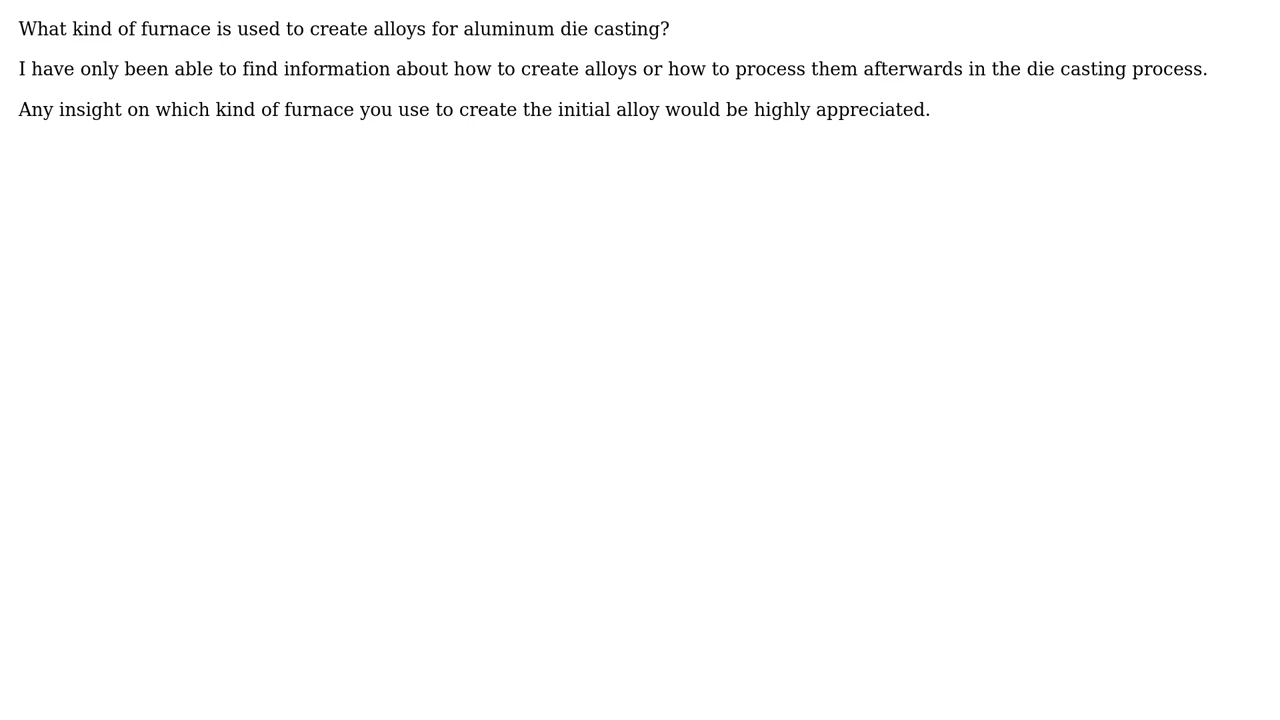 What kind of furnace is used to create alloys for aluminum die casting?
I have only been able to find information about how to create alloys or how to process them afterwards in the die casting process.
Any insight on which kind of furnace you use to create the initial alloy would be highly appreciated.